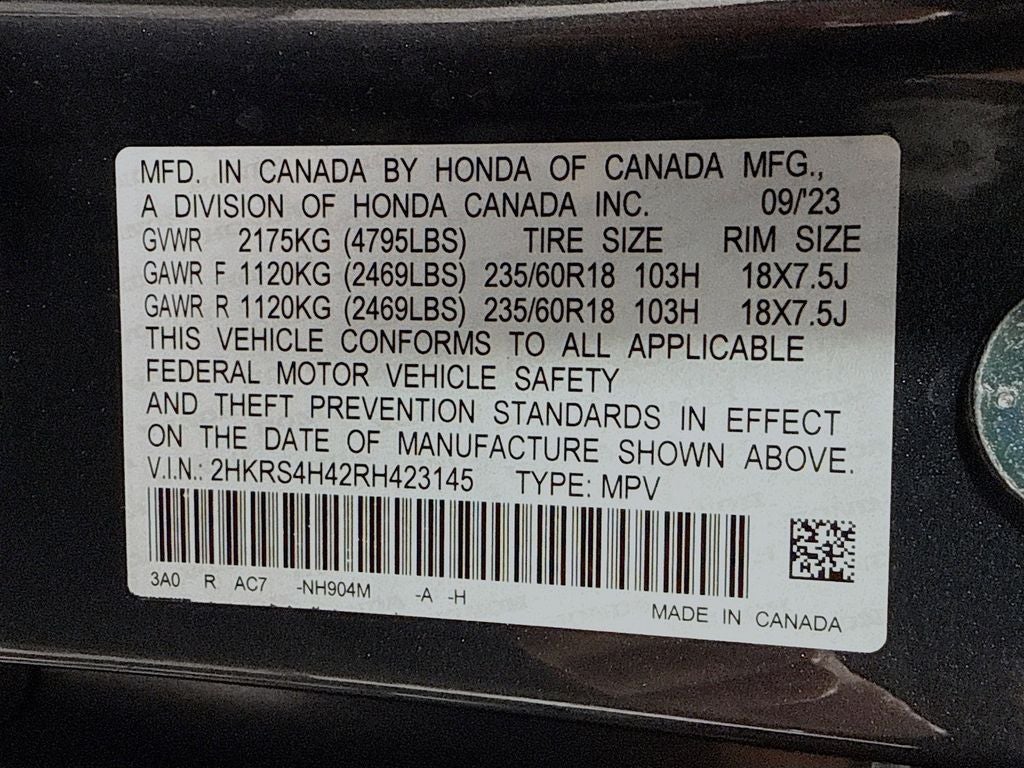 MFD. IN CANADA BY HONDA OF CANADA MFG.,
A DIVISION OF HONDA CANADA INC. 09/'23
GVWR 2175KG (4795LBS) TIRE SIZE RIM SIZE
GAWR F 1120KG (2469LBS) 235/60R18 103H 18X7.5J
GAWR R 1120KG (2469LBS) 235/60R18 103H 18X7.5J
THIS VEHICLE CONFORMS TO ALL APPLICABLE
FEDERAL MOTOR VEHICLE SAFETY
AND THEFT PREVENTION STANDARDS IN EFFECT
ON THE DATE OF MANUFACTURE SHOWN ABOVE.
V.I.N.: 2HKRS4H42RH423145 TYPE: MPV
3A0 R AC7 -NH904M -A -H
MADE IN CANADA